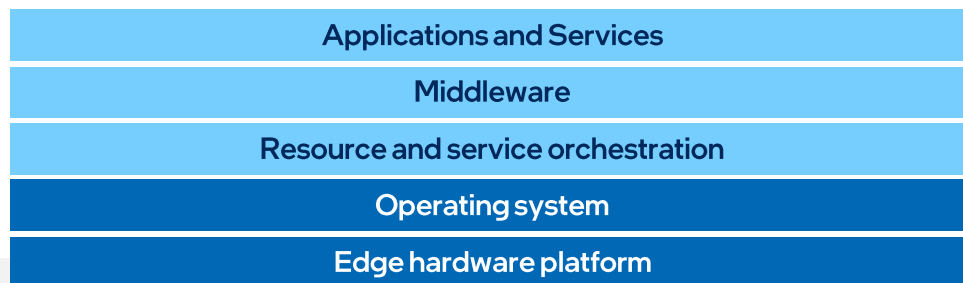 Applications and Services
Middleware
Resource and service orchestration
Operating system
Edge hardware platform